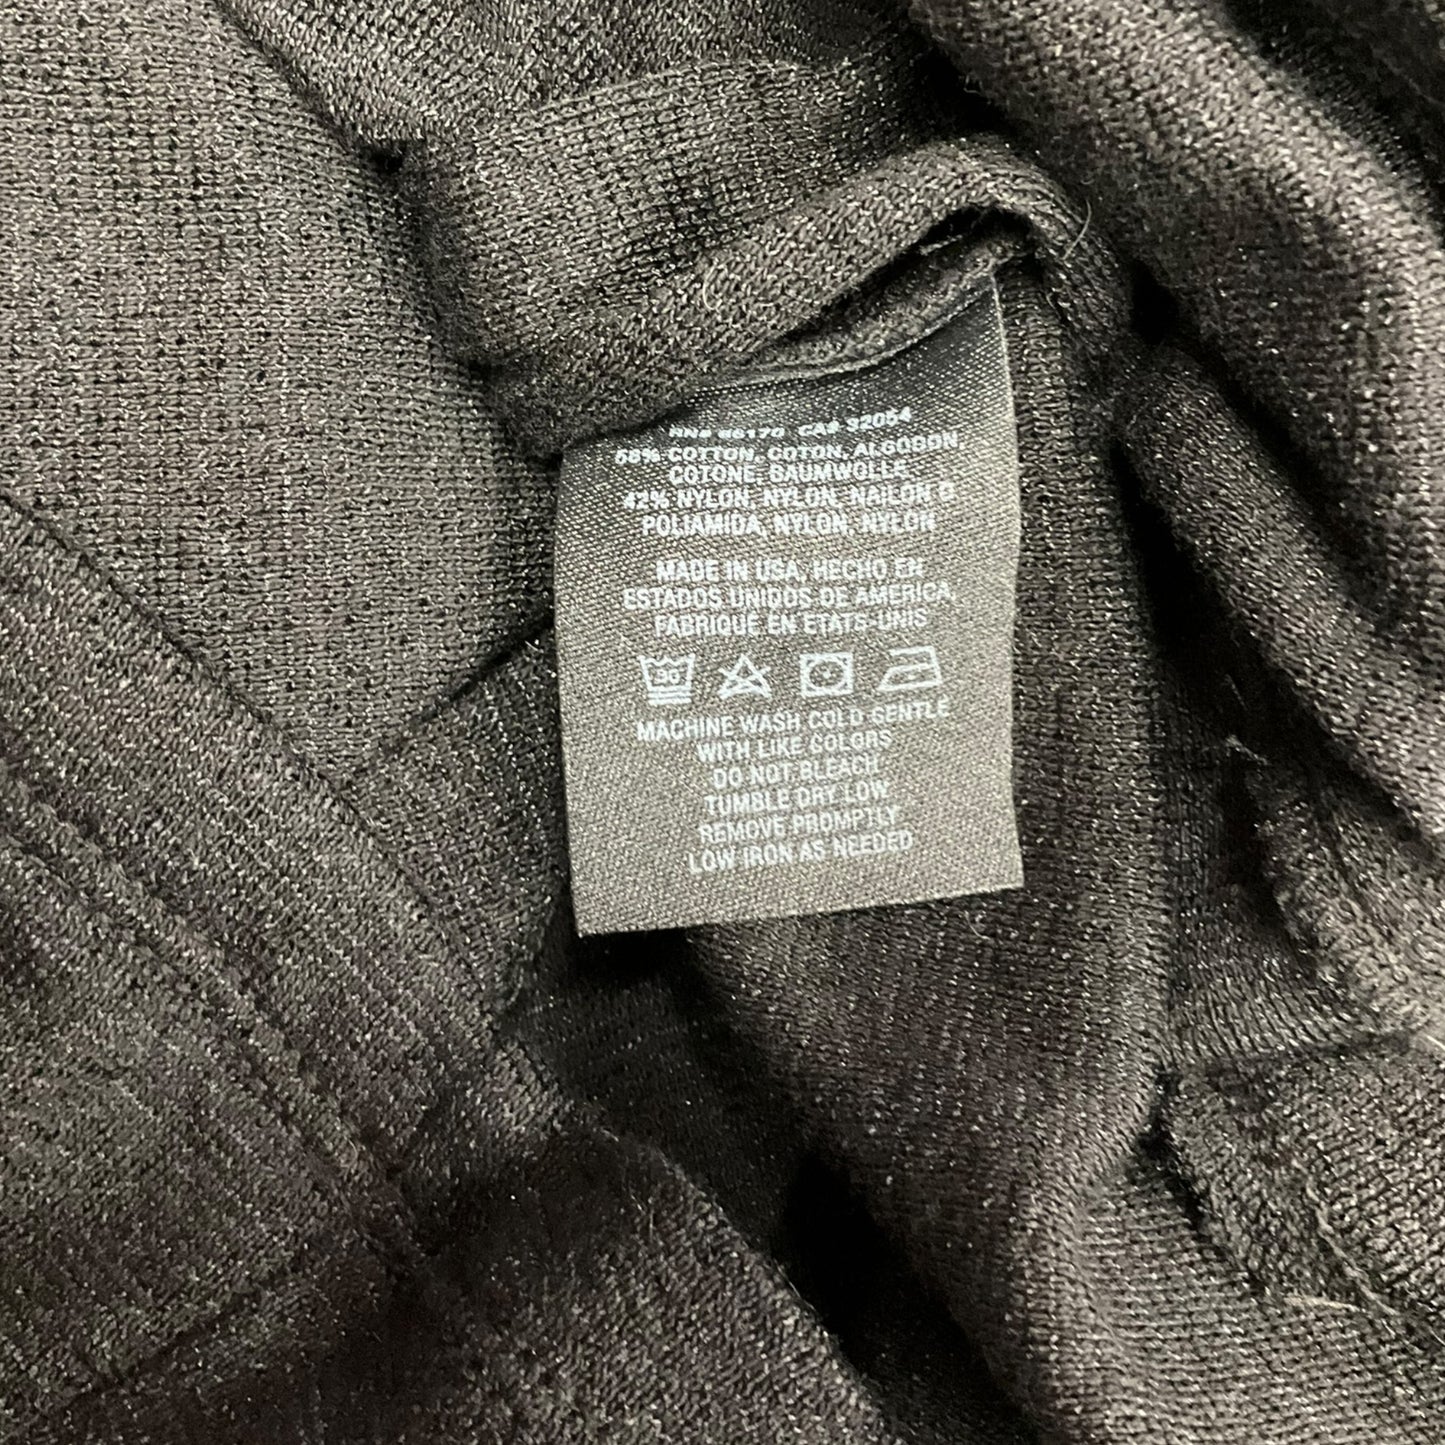 RN# 66170 CA# 32054
58% COTTON, COTON, ALGODON,
COTONE, BAUMWOLLE
42% NYLON, NYLON, NAILON O
POLIAMIDA, NYLON, NYLON
MADE IN USA, HECHO EN
ESTADOS UNIDOS DE AMERICA,
FABRIQUE EN ETATS-UNIS
30
MACHINE WASH COLD GENTLE
WITH LIKE COLORS
DO NOT BLEACH
TUMBLE DRY LOW
REMOVE PROMPTLY
LOW IRON AS NEEDED